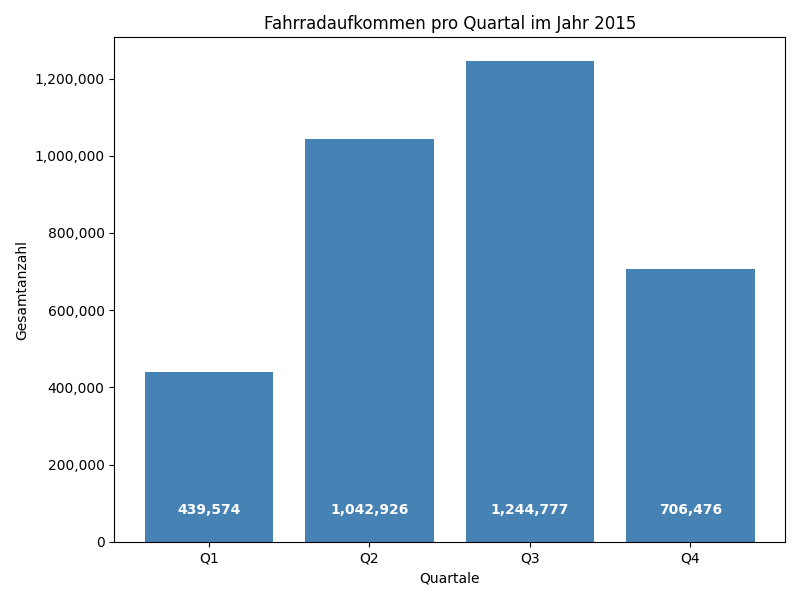 Fahrradaufkommen pro Quartal im Jahr 2015
Gesamtanzahl
1,200,000
1,000,000
800,000
600,000
400,000
200,000
0
439,574
1,042,926
1,244,777
706,476
Q1
Q2
Q3
Q4
Quartale